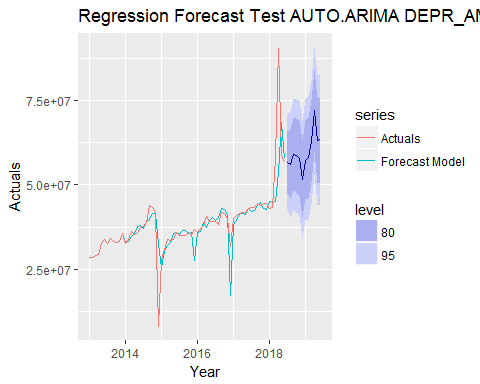 Regression Forecast Test AUTO.ARIMA DEPR_AM
7.5e+07
5.0e+07
2.5e+07
Actuals
2014
2016
2018
Year
series
Actuals
Forecast Model
level
80
95